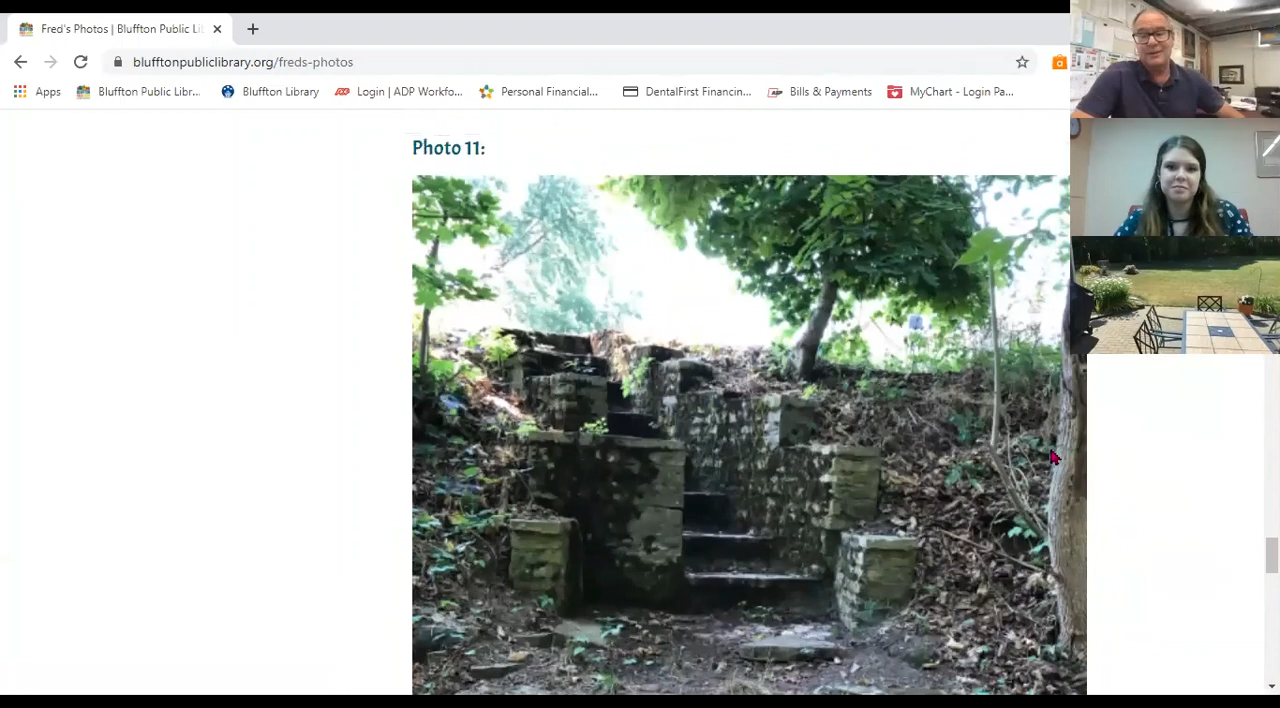 Fred's Photos | Bluffton Public Li
blufftonpubliclibrary.org/freds-photos
Apps Bluffton Public Libr... Bluffton Library Login | ADP Workfo... Personal Financial... DentalFirst Financin... Bills & Payments MyChart - Login Pa...
Photo 11: